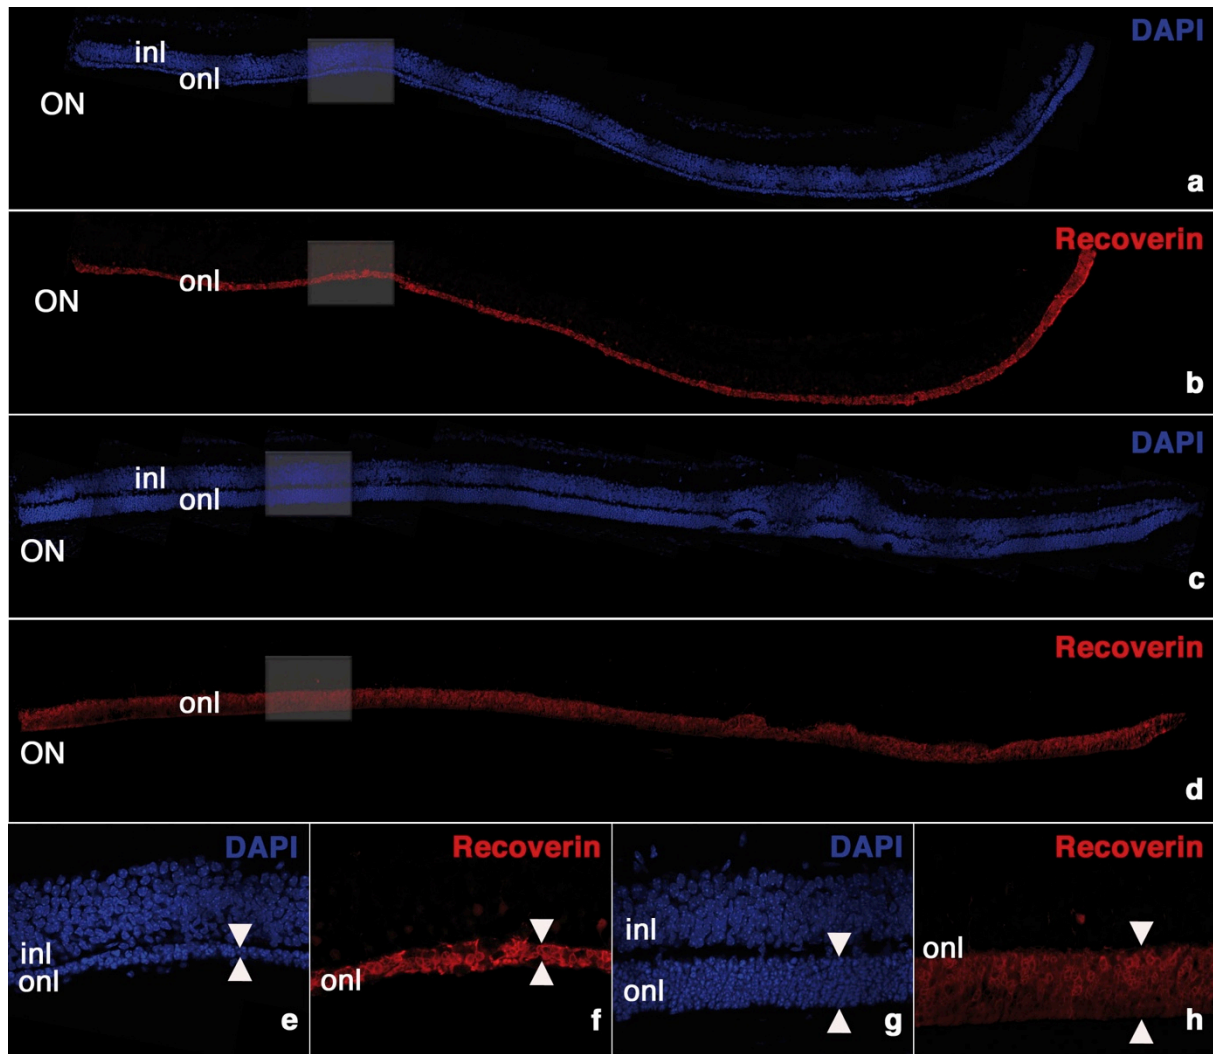 DAPI
inl
onl
ON
a
Recoverin
onl
ON
b
DAPI
inl
onl
ON
c
Recoverin
onl
ON
d
DAPI
inl
onl
e
Recoverin
onl
f
DAPI
inl
onl
g
Recoverin
onl
h